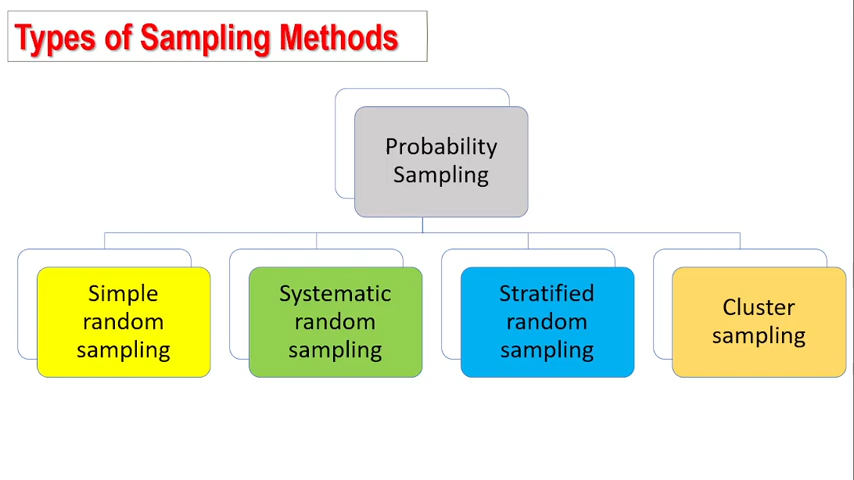 Types of Sampling Methods
Probability
Sampling
Simple
random
sampling
Systematic
random
sampling
Stratified
random
sampling
Cluster
sampling